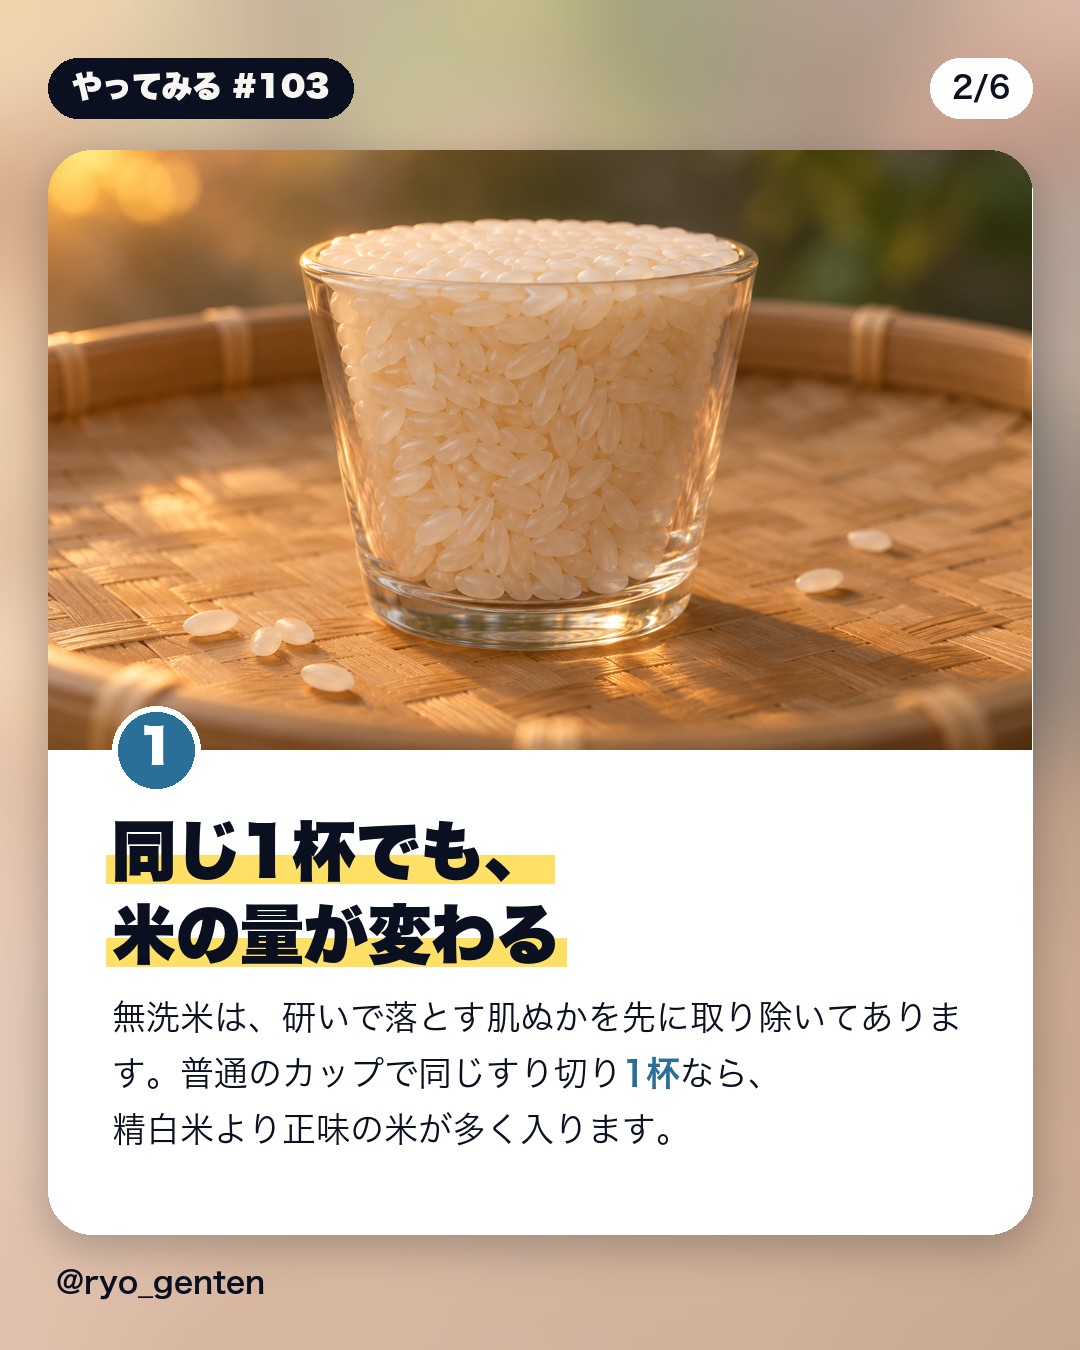 やってみる #103
2/6
1
同じ1杯でも、
米の量が変わる
無洗米は、研いで落とす肌ぬかを先に取り除いてありま
す。普通のカップで同じすり切り1杯なら、
精白米より正味の米が多く入ります。
@ryo_genten